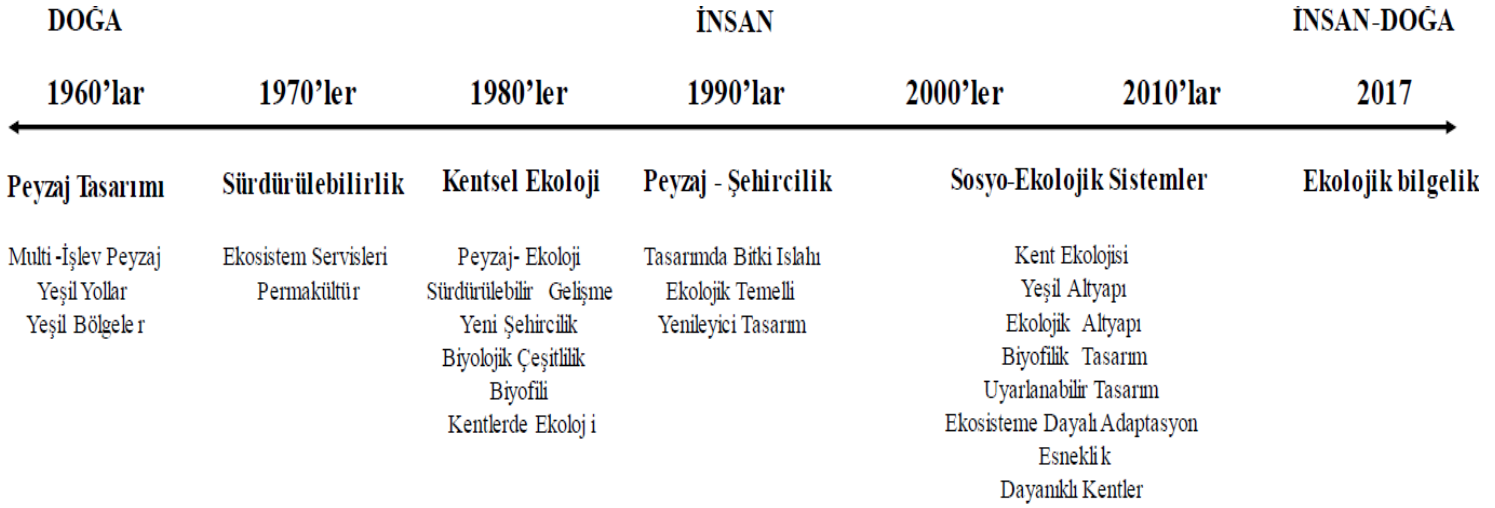 DOĞA İNSAN İNSAN-DOĞA
1960’lar 1970’ler 1980’ler 1990’lar 2000’ler 2010’lar 2017
Peyzaj Tasarımı
Multi-İşlev Peyzaj
Yeşil Yollar
Yeşil Bölgeler
Sürdürülebilirlik
Ekosistem Servisleri
Permakültür
Kentsel Ekoloji
Peyzaj- Ekoloji
Sürdürülebilir Gelişme
Yeni Şehircilik
Biyolojik Çeşitlilik
Biyofili
Kentlerde Ekoloji
Peyzaj - Şehircilik
Tasarımda Bitki Islahı
Ekolojik Temelli
Yenileyici Tasarım
Sosyo-Ekolojik Sistemler
Kent Ekolojisi
Yeşil Altyapı
Ekolojik Altyapı
Biyofilik Tasarım
Uyarlanabilir Tasarım
Ekosisteme Dayalı Adaptasyon
Esneklik
Dayanıklı Kentler
Ekolojik bilgelik